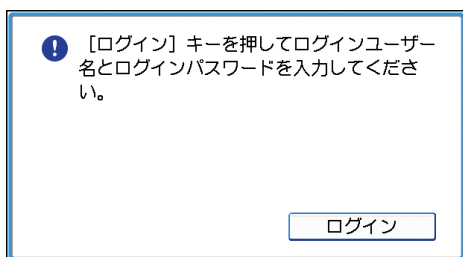 ［ログイン］キーを押してログインユーザー
名とログインパスワードを入力してくださ
い。
ログイン